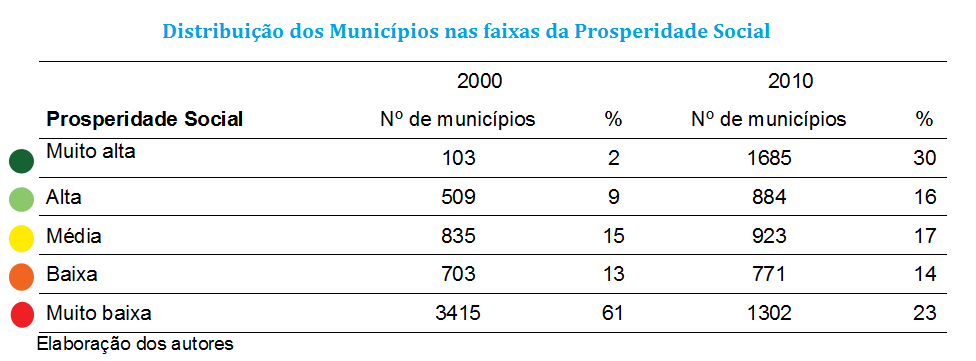 Distribuição dos Municípios nas faixas da Prosperidade Social
2000 2010
Prosperidade Social Nº de municípios % Nº de municípios %
Muito alta 103 2 1685 30
Alta 509 9 884 16
Média 835 15 923 17
Baixa 703 13 771 14
Muito baixa 3415 61 1302 23
Elaboração dos autores